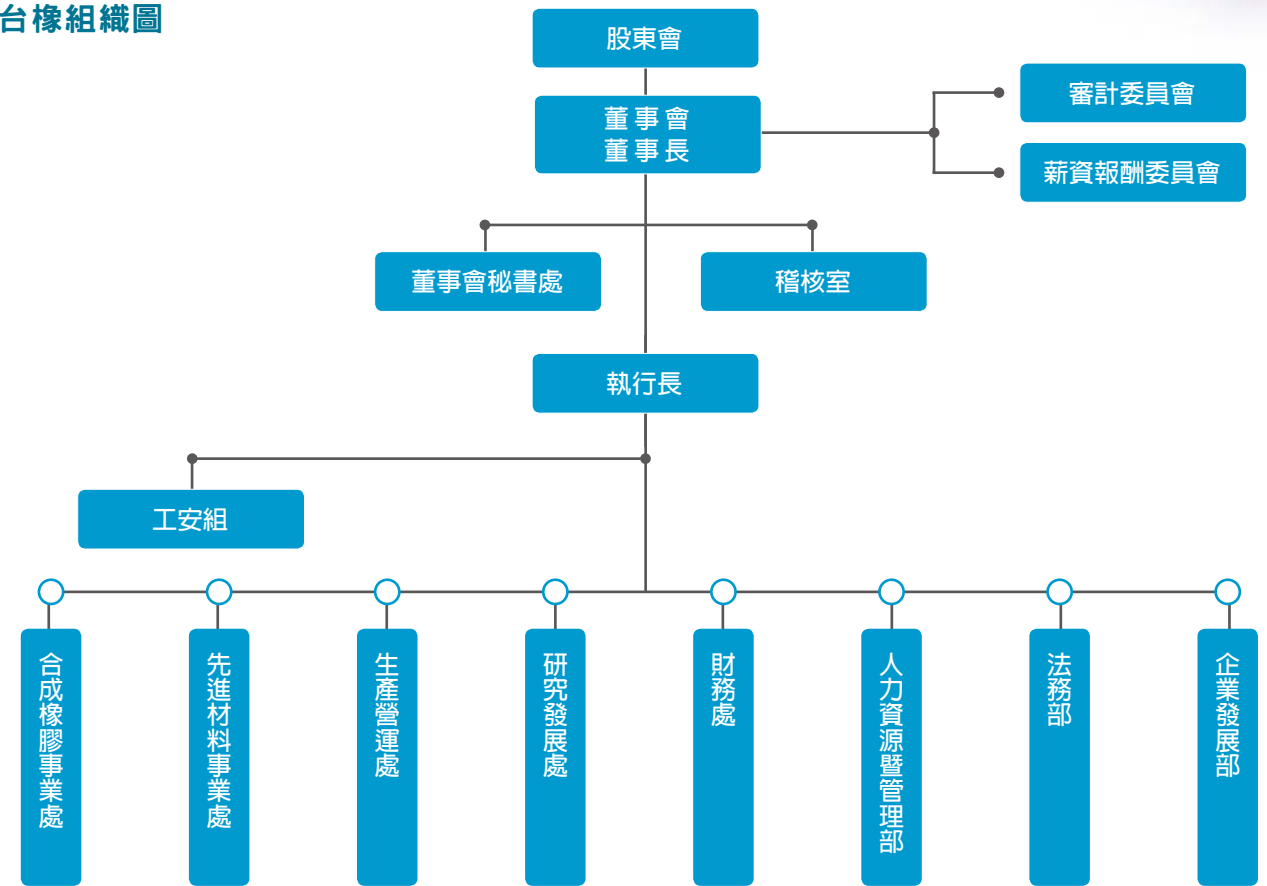 台橡組織圖
股東會
董事會
董事長
審計委員會
薪資報酬委員會
董事會秘書處
稽核室
執行長
工安組
合成橡膠事業處
先進材料事業處
生產營運處
研究發展處
財務處
人力資源暨管理部
法務部
企業發展部